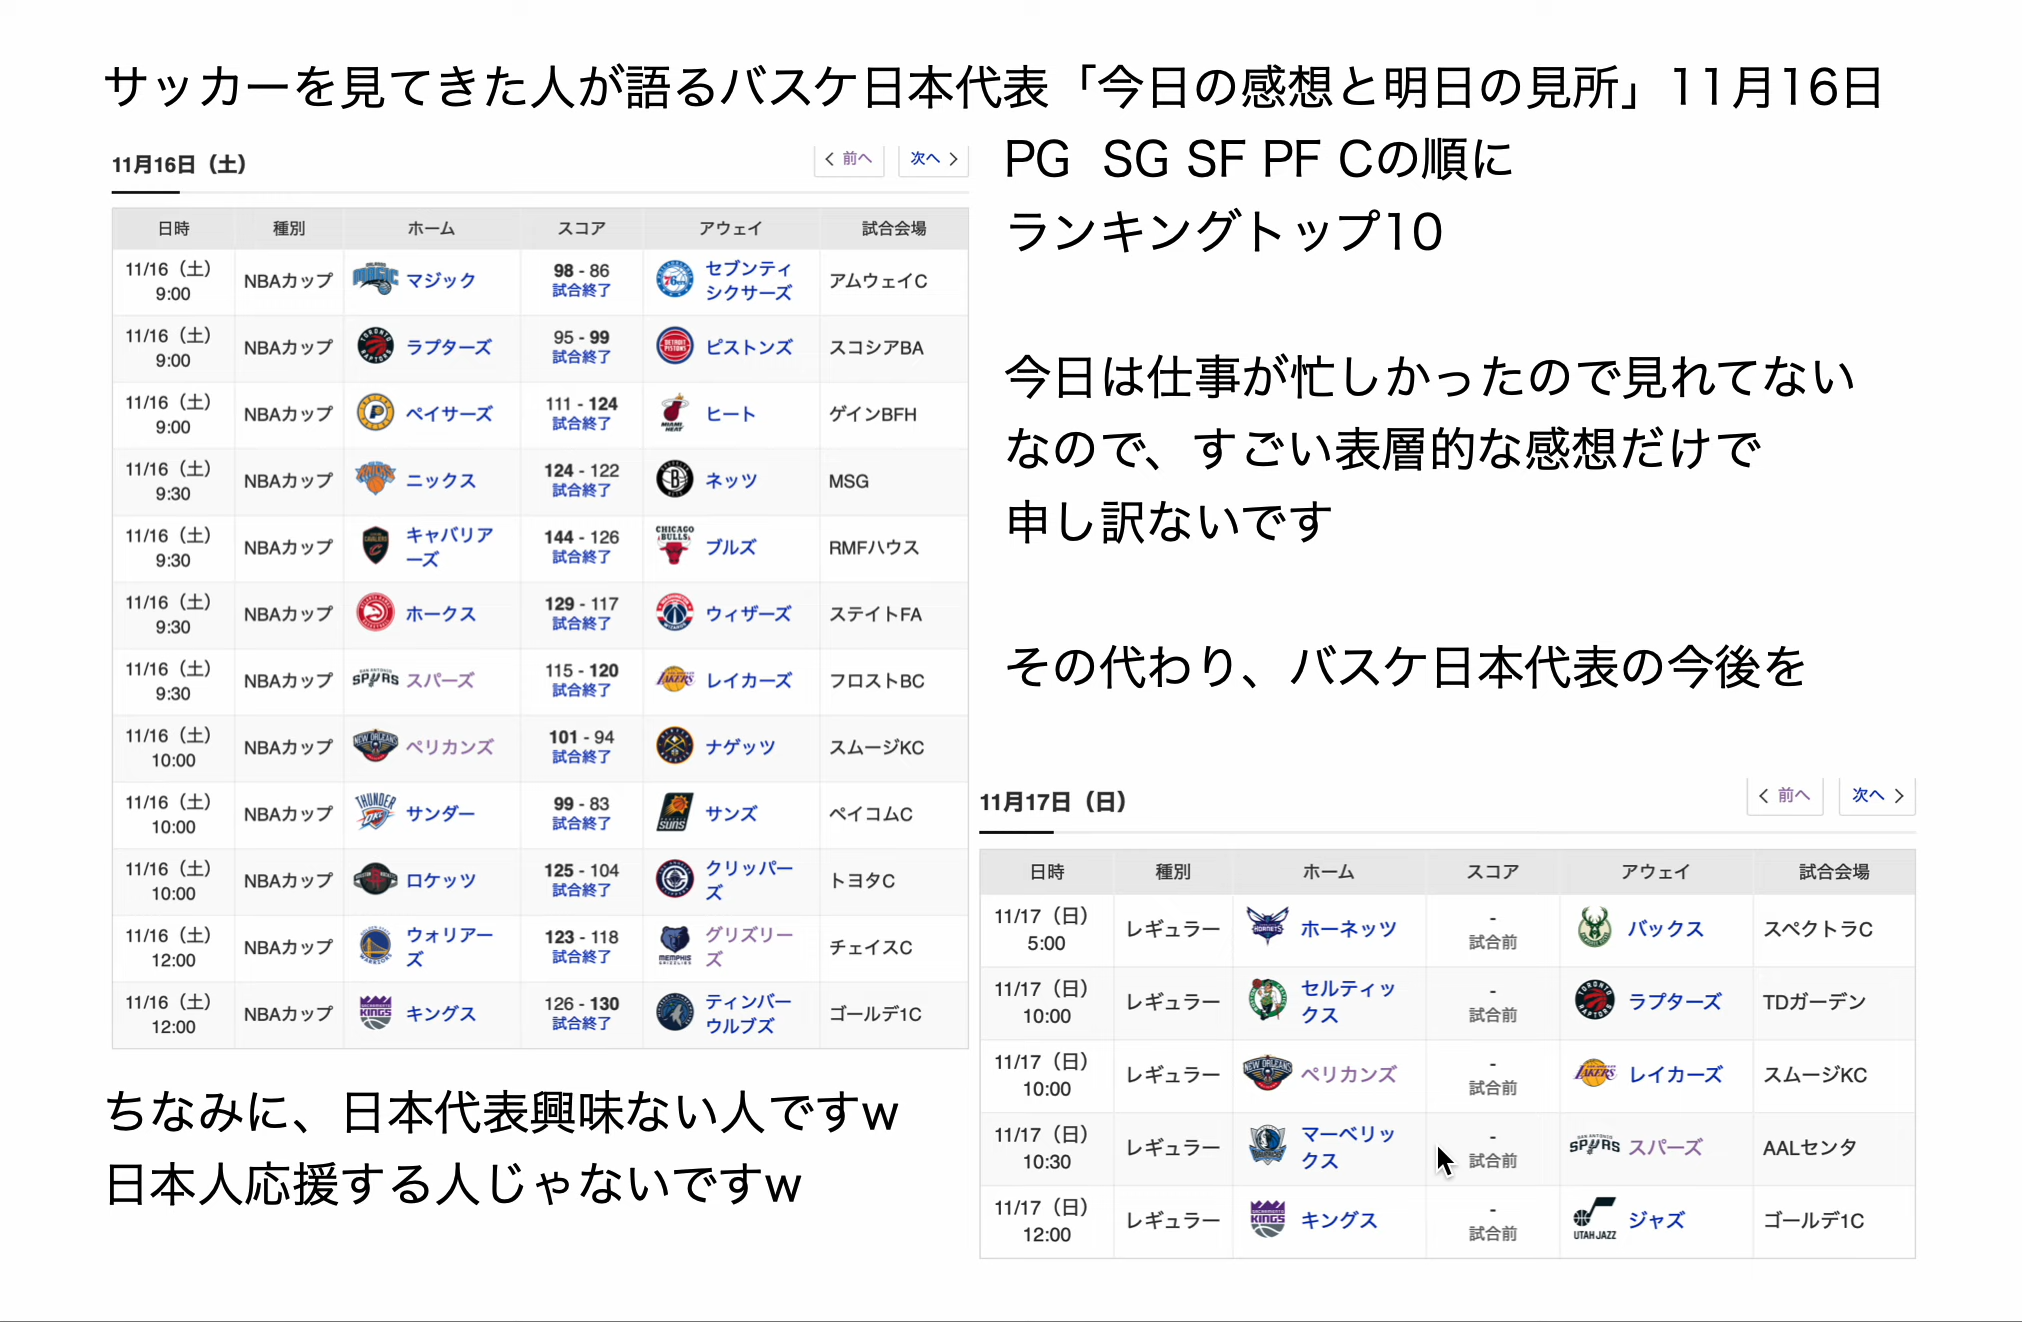 サッカーを見てきた人が語るバスケ日本代表「今日の感想と明日の見所」11月16日
11月16日（土）
前へ 次へ
日時 種別 ホーム スコア アウェイ 試合会場
11/16（土） 9:00 NBAカップ マジック 98 - 86 試合終了 セブンティシクサーズ アムウェイC
11/16（土） 9:00 NBAカップ ラプターズ 95 - 99 試合終了 ピストンズ スコシアBA
11/16（土） 9:00 NBAカップ ペイサーズ 111 - 124 試合終了 ヒート ゲインBFH
11/16（土） 9:30 NBAカップ ニックス 124 - 122 試合終了 ネッツ MSG
11/16（土） 9:30 NBAカップ キャバリアーズ 144 - 126 試合終了 ブルズ RMFハウス
11/16（土） 9:30 NBAカップ ホークス 129 - 117 試合終了 ウィザーズ ステイトFA
11/16（土） 9:30 NBAカップ スパーズ 115 - 120 試合終了 レイカーズ フロストBC
11/16（土） 10:00 NBAカップ ペリカンズ 101 - 94 試合終了 ナゲッツ スムージKC
11/16（土） 10:00 NBAカップ サンダー 99 - 83 試合終了 サンズ ペイコムC
11/16（土） 10:00 NBAカップ ロケッツ 125 - 104 試合終了 クリッパーズ トヨタC
11/16（土） 12:00 NBAカップ ウォリアーズ 123 - 118 試合終了 グリズリーズ チェイスC
11/16（土） 12:00 NBAカップ キングス 126 - 130 試合終了 ティンバーウルブズ ゴールデ1C
ちなみに、日本代表興味ない人ですw
日本人応援する人じゃないですw
PG SG SF PF Cの順に
ランキングトップ10
今日は仕事が忙しかったので見れてない
なので、すごい表層的な感想だけで
申し訳ないです
その代わり、バスケ日本代表の今後を
11月17日（日）
前へ 次へ
日時 種別 ホーム スコア アウェイ 試合会場
11/17（日） 5:00 レギュラー ホーネッツ - 試合前 バックス スペクトラC
11/17（日） 10:00 レギュラー セルティックス - 試合前 ラプターズ TDガーデン
11/17（日） 10:00 レギュラー ペリカンズ - 試合前 レイカーズ スムージKC
11/17（日） 10:30 レギュラー マーベリックス - 試合前 スパーズ AALセンタ
11/17（日） 12:00 レギュラー キングス - 試合前 ジャズ ゴールデ1C